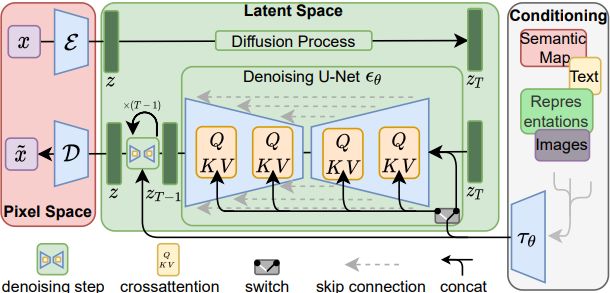 Latent Space
Conditioning
x
ℰ
Diffusion Process
Semantic
Map
z
z_T
Text
Denoising U-Net ϵ_θ
Repres
entations
×(T−1)
Images
Q
KV
Q
KV
Q
KV
Q
KV
x̃
𝒟
z
z_{T−1}
z_T
Pixel Space
τ_θ
Q
KV
denoising step
crossattention
switch
skip connection
concat